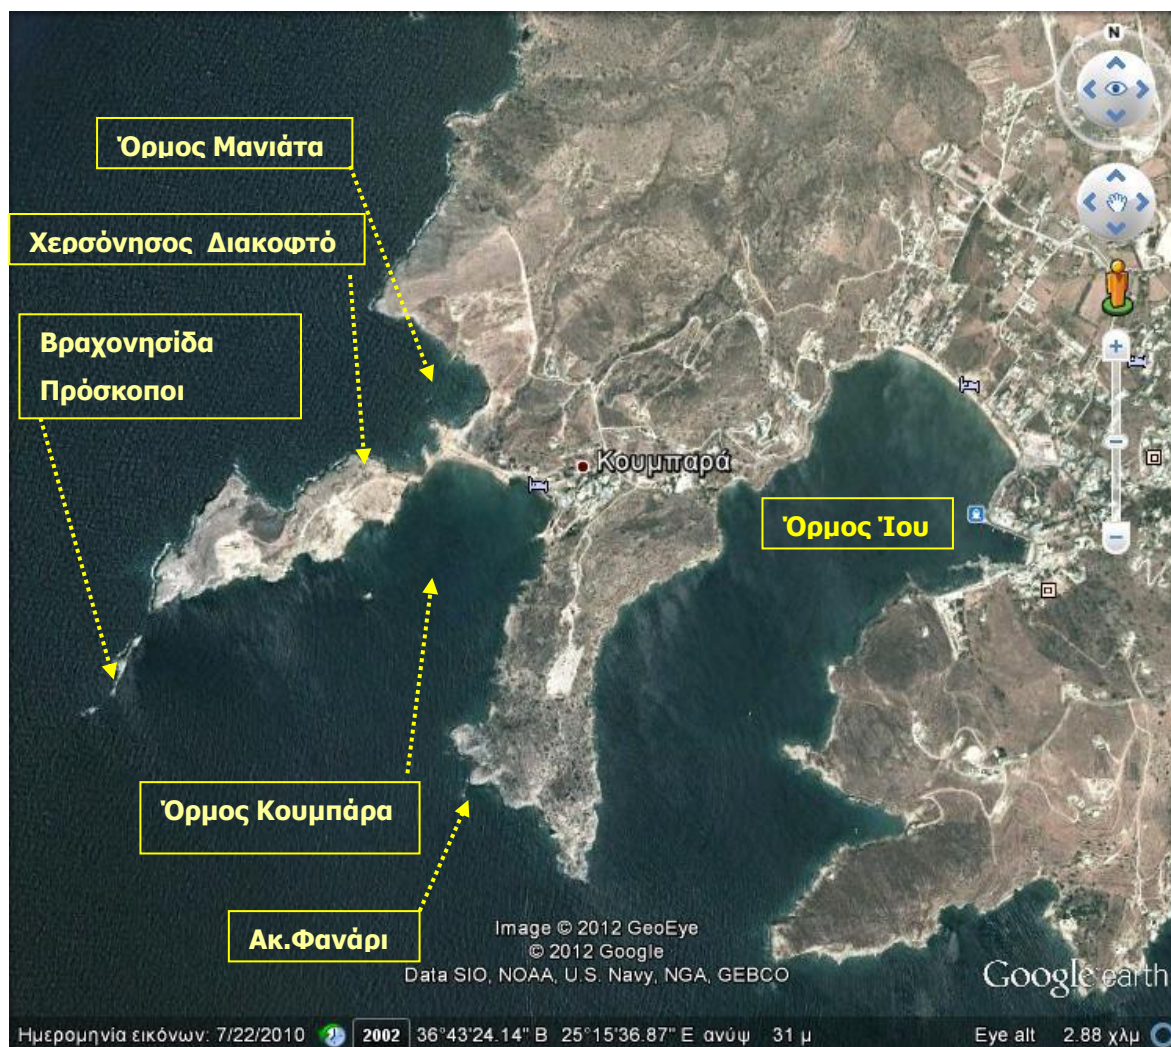 N
Όρμος Μανιάτα
Χερσόνησος Διακοφτό
Βραχονησίδα
Πρόσκοποι
Κουμπαρά
Όρμος Ίου
Όρμος Κουμπάρα
Ακ.Φανάρι
Image © 2012 GeoEye
© 2012 Google
Data SIO, NOAA, U.S. Navy, NGA, GEBCO
Google earth
Ημερομηνία εικόνων: 7/22/2010 2002 36°43'24.14" Β 25°15'36.87" Ε ανύψ 31 μ Eye alt 2.88 χλμ